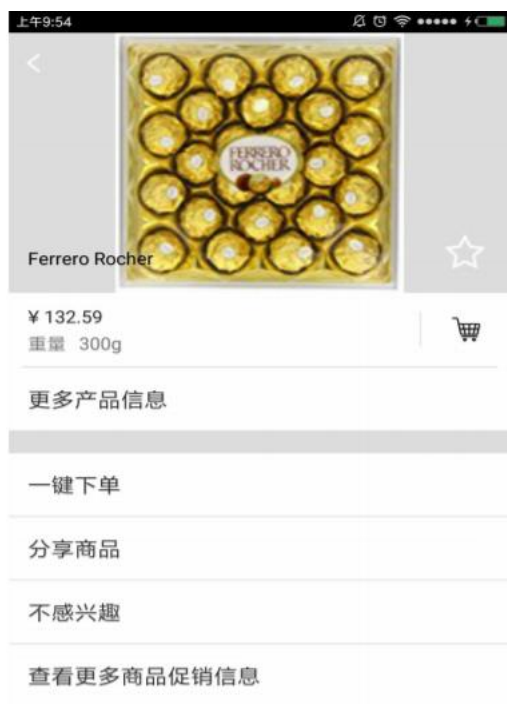 上午9:54
FERRERO
ROCHER
Ferrero Rocher
¥ 132.59
重量 300g
更多产品信息
一键下单
分享商品
不感兴趣
查看更多商品促销信息